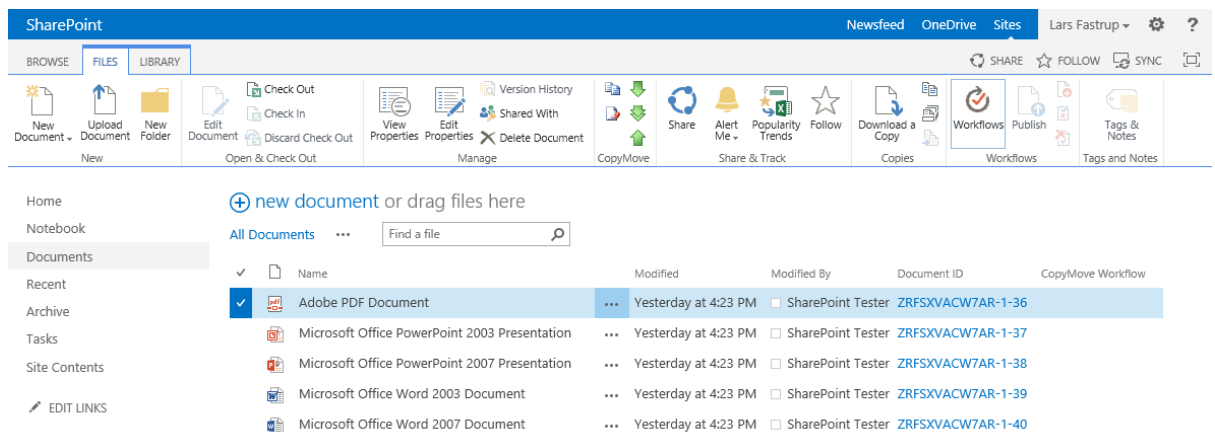 SharePoint Newsfeed OneDrive Sites Lars Fastrup ?
BROWSE FILES LIBRARY SHARE FOLLOW SYNC
New Document Upload Document New Folder
New
Edit Document Check Out
Check In
Discard Check Out
Open & Check Out
View Properties Edit Properties Version History
Shared With
Delete Document
Manage
CopyMove
Share Alert Me Popularity Trends Follow
Share & Track
Download a Copy
Copies
Workflows Publish
Workflows
Tags & Notes
Tags and Notes
Home
Notebook
Documents
Recent
Archive
Tasks
Site Contents
EDIT LINKS
new document or drag files here
All Documents ••• Find a file
Name Modified Modified By Document ID CopyMove Workflow
Adobe PDF Document ••• Yesterday at 4:23 PM SharePoint Tester ZRFSXVACW7AR-1-36
Microsoft Office PowerPoint 2003 Presentation ••• Yesterday at 4:23 PM SharePoint Tester ZRFSXVACW7AR-1-37
Microsoft Office PowerPoint 2007 Presentation ••• Yesterday at 4:23 PM SharePoint Tester ZRFSXVACW7AR-1-38
Microsoft Office Word 2003 Document ••• Yesterday at 4:23 PM SharePoint Tester ZRFSXVACW7AR-1-39
Microsoft Office Word 2007 Document ••• Yesterday at 4:23 PM SharePoint Tester ZRFSXVACW7AR-1-40